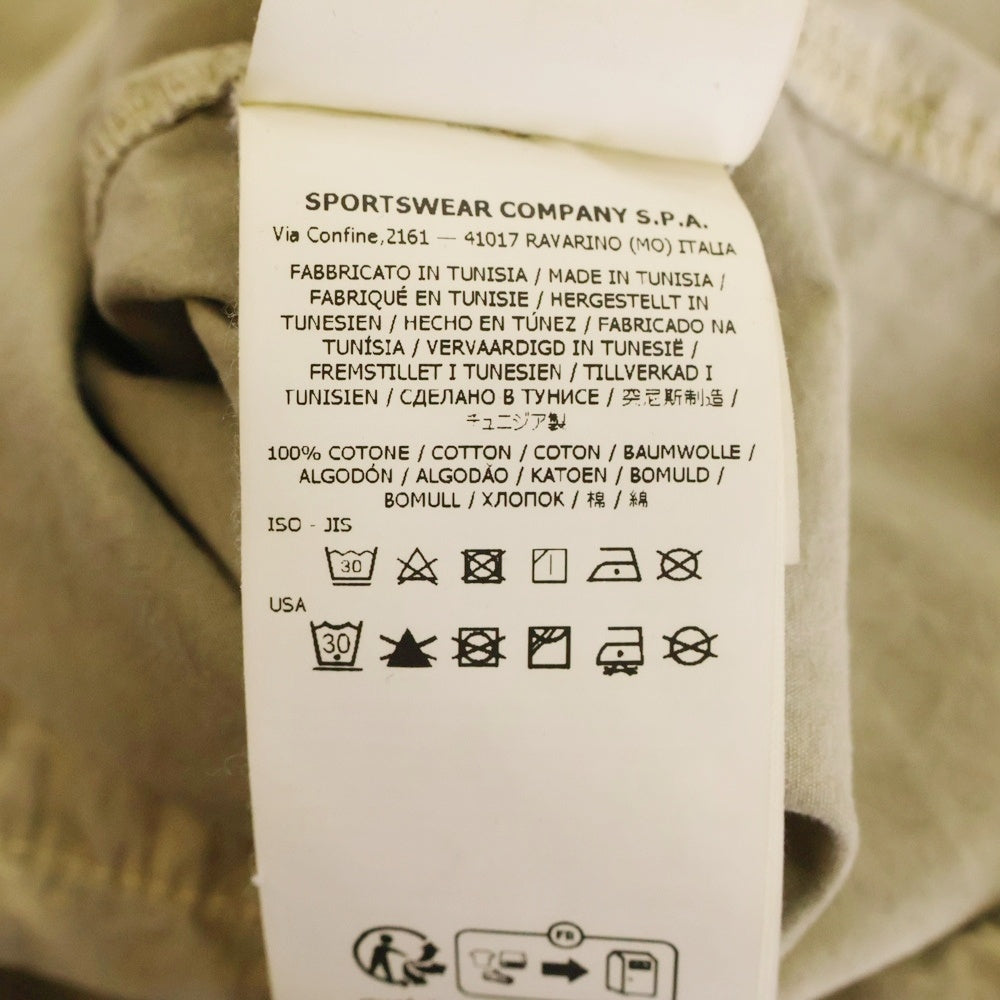 SPORTSWEAR COMPANY S.P.A.
Via Confine,2161 — 41017 RAVARINO (MO) ITALIA
FABBRICATO IN TUNISIA / MADE IN TUNISIA /
FABRIQUÉ EN TUNISIE / HERGESTELLT IN
TUNESIEN / HECHO EN TÚNEZ / FABRICADO NA
TUNÍSIA / VERVAARDIGD IN TUNESIË /
FREMSTILLET I TUNESIEN / TILLVERKAD I
TUNISIEN / СДЕЛАНО В ТУНИСЕ / 突尼斯制造 /
チュニジア製
100% COTONE / COTTON / COTON / BAUMWOLLE /
ALGODÓN / ALGODÃO / KATOEN / BOMULD /
BOMULL / ХЛОПОК / 棉 / 綿
ISO - JIS
30
USA
30
FR